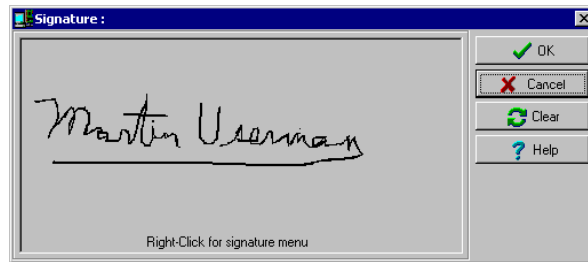 Signature :
Martin Userman
Right-Click for signature menu
OK
Cancel
Clear
Help